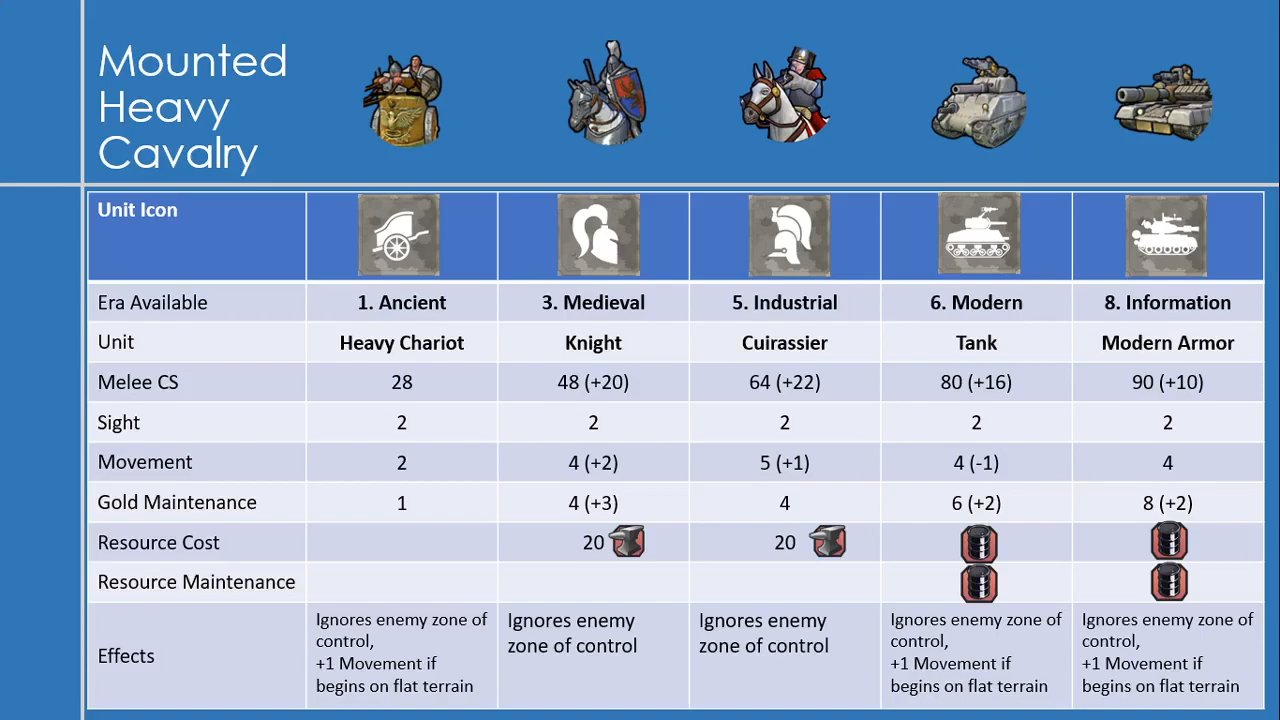 Mounted
Heavy
Cavalry
Unit Icon
Era Available 1. Ancient 3. Medieval 5. Industrial 6. Modern 8. Information
Unit Heavy Chariot Knight Cuirassier Tank Modern Armor
Melee CS 28 48 (+20) 64 (+22) 80 (+16) 90 (+10)
Sight 2 2 2 2 2
Movement 2 4 (+2) 5 (+1) 4 (-1) 4
Gold Maintenance 1 4 (+3) 4 6 (+2) 8 (+2)
Resource Cost 20 20
Resource Maintenance
Effects
Ignores enemy zone of
control,
+1 Movement if
begins on flat terrain
Ignores enemy
zone of control
Ignores enemy
zone of control
Ignores enemy zone of
control,
+1 Movement if
begins on flat terrain
Ignores enemy zone of
control,
+1 Movement if
begins on flat terrain